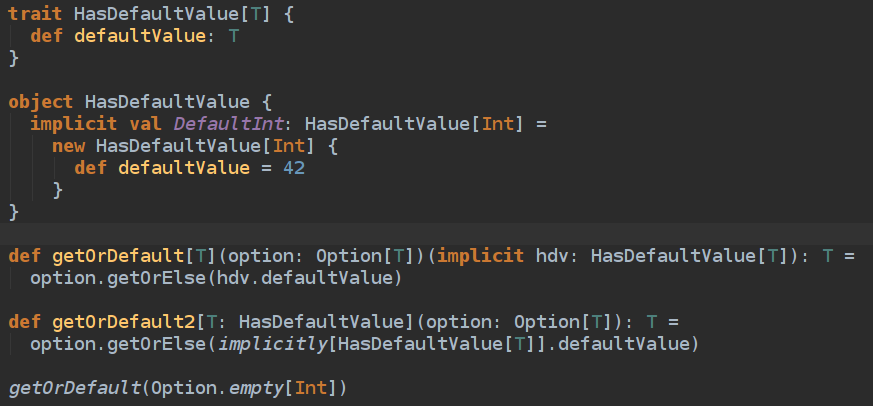 trait HasDefaultValue[T] {
  def defaultValue: T
}

object HasDefaultValue {
  implicit val DefaultInt: HasDefaultValue[Int] =
    new HasDefaultValue[Int] {
      def defaultValue = 42
    }
}

def getOrDefault[T](option: Option[T])(implicit hdv: HasDefaultValue[T]): T =
  option.getOrElse(hdv.defaultValue)

def getOrDefault2[T: HasDefaultValue](option: Option[T]): T =
  option.getOrElse(implicitly[HasDefaultValue[T]].defaultValue)

getOrDefault(Option.empty[Int])